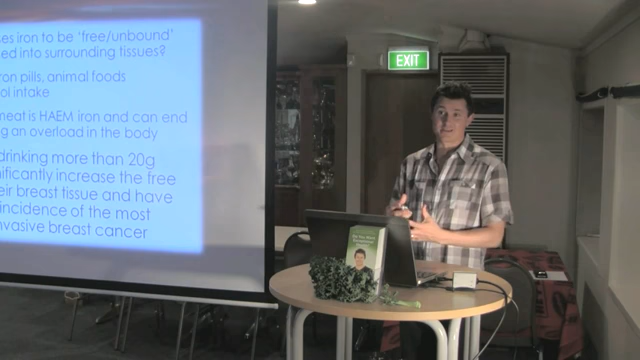 es iron to be 'free/unbound'
ed into surrounding tissues?
on pills, animal foods
ol intake
meat is HAEM iron and can end
g an overload in the body
drinking more than 20g
ificantly increase the free
eir breast tissue and have
incidence of the most
nvasive breast cancer
EXIT